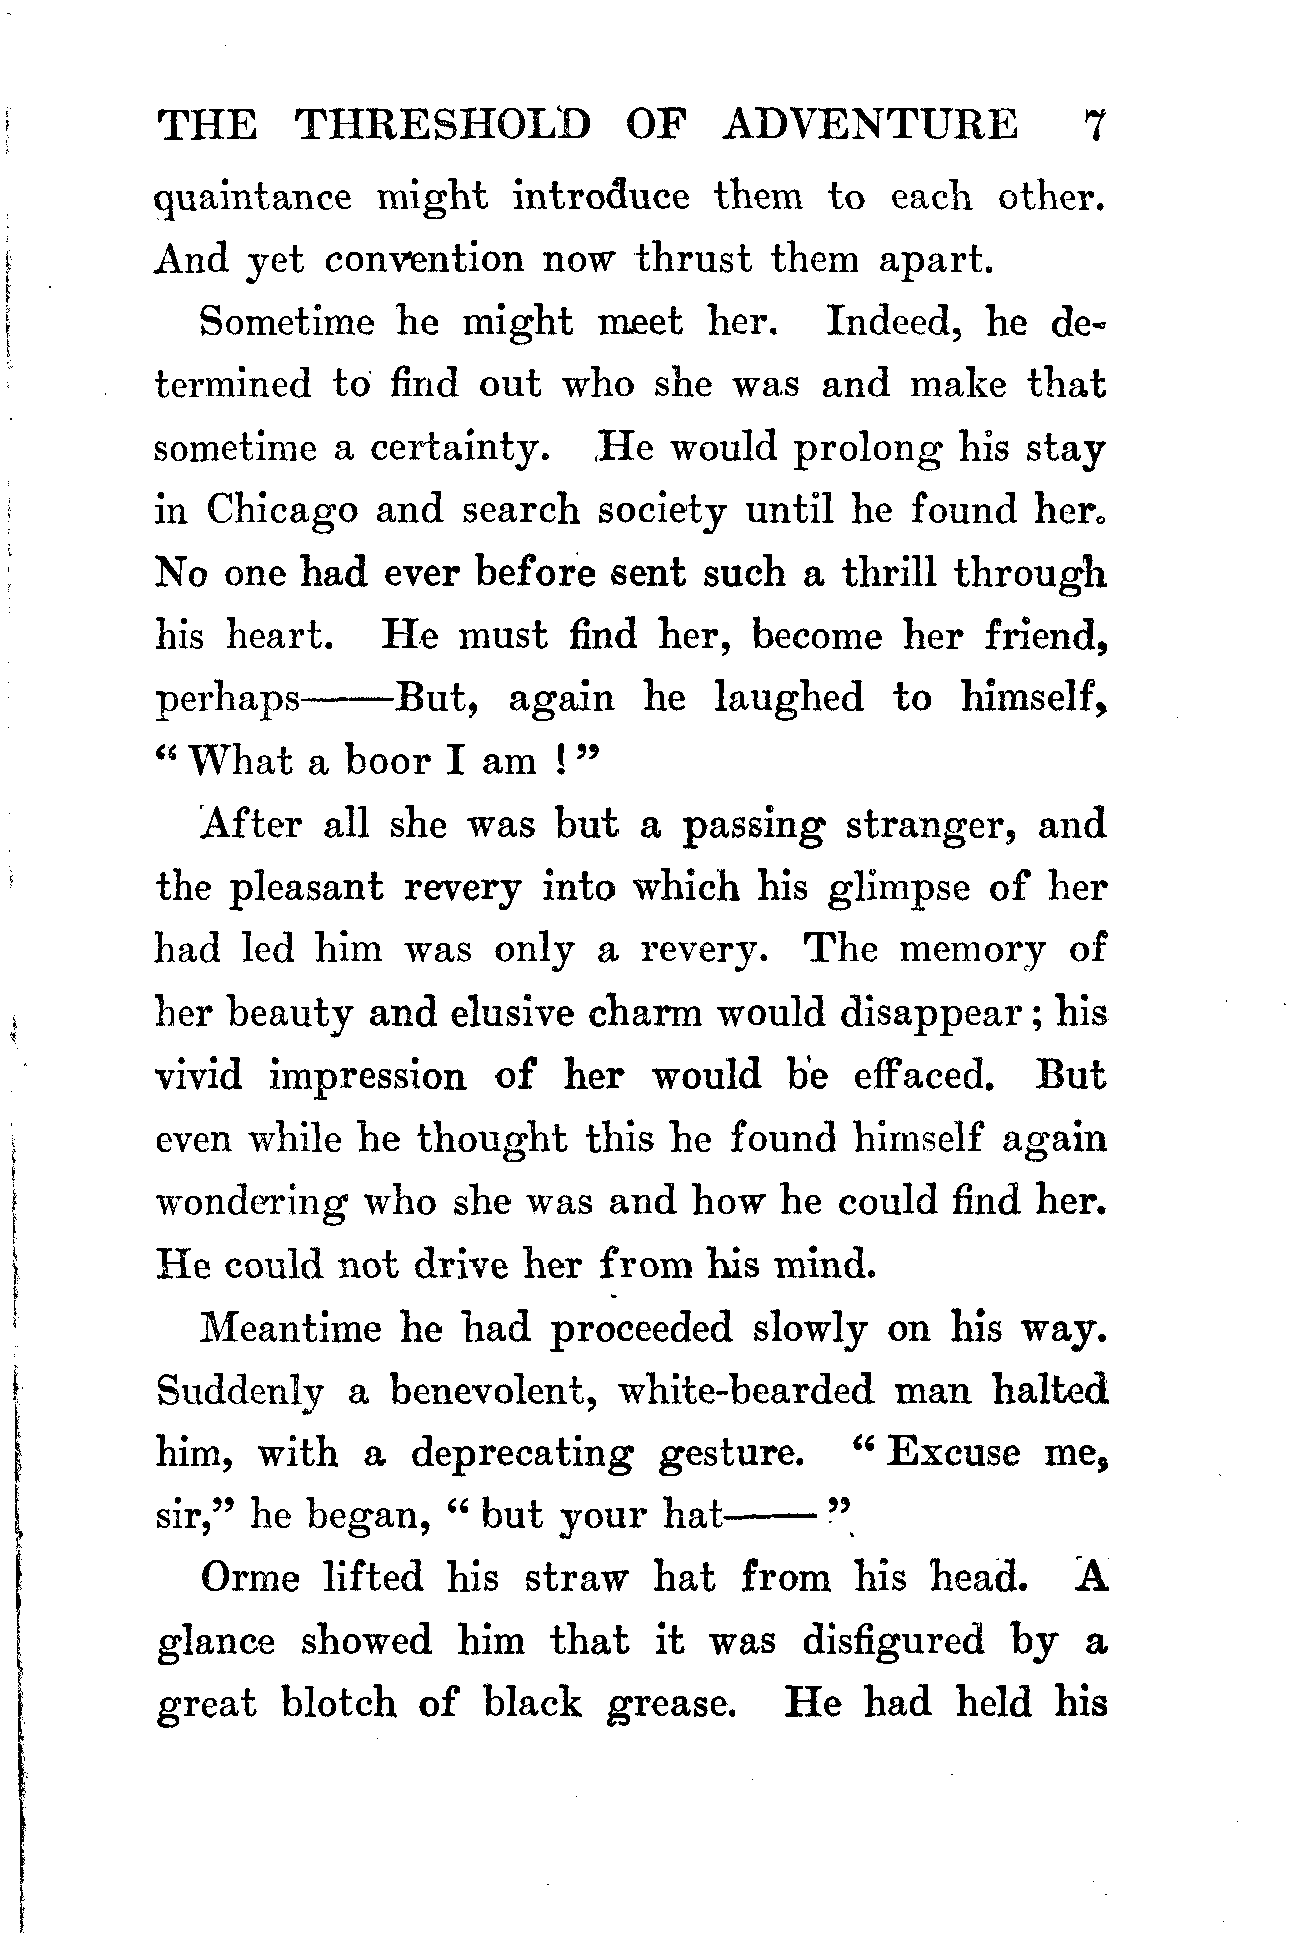 THE THRESHOLD OF ADVENTURE 7
quaintance might introduce them to each other.
And yet convention now thrust them apart.
Sometime he might meet her. Indeed, he de-
termined to find out who she was and make that
sometime a certainty. He would prolong his stay
in Chicago and search society until he found her.
No one had ever before sent such a thrill through
his heart. He must find her, become her friend,
perhaps——But, again he laughed to himself,
“ What a boor I am ! ”
After all she was but a passing stranger, and
the pleasant revery into which his glimpse of her
had led him was only a revery. The memory of
her beauty and elusive charm would disappear ; his
vivid impression of her would be effaced. But
even while he thought this he found himself again
wondering who she was and how he could find her.
He could not drive her from his mind.
Meantime he had proceeded slowly on his way.
Suddenly a benevolent, white-bearded man halted
him, with a deprecating gesture. “ Excuse me,
sir,” he began, “ but your hat—— ”
Orme lifted his straw hat from his head. A
glance showed him that it was disfigured by a
great blotch of black grease. He had held his